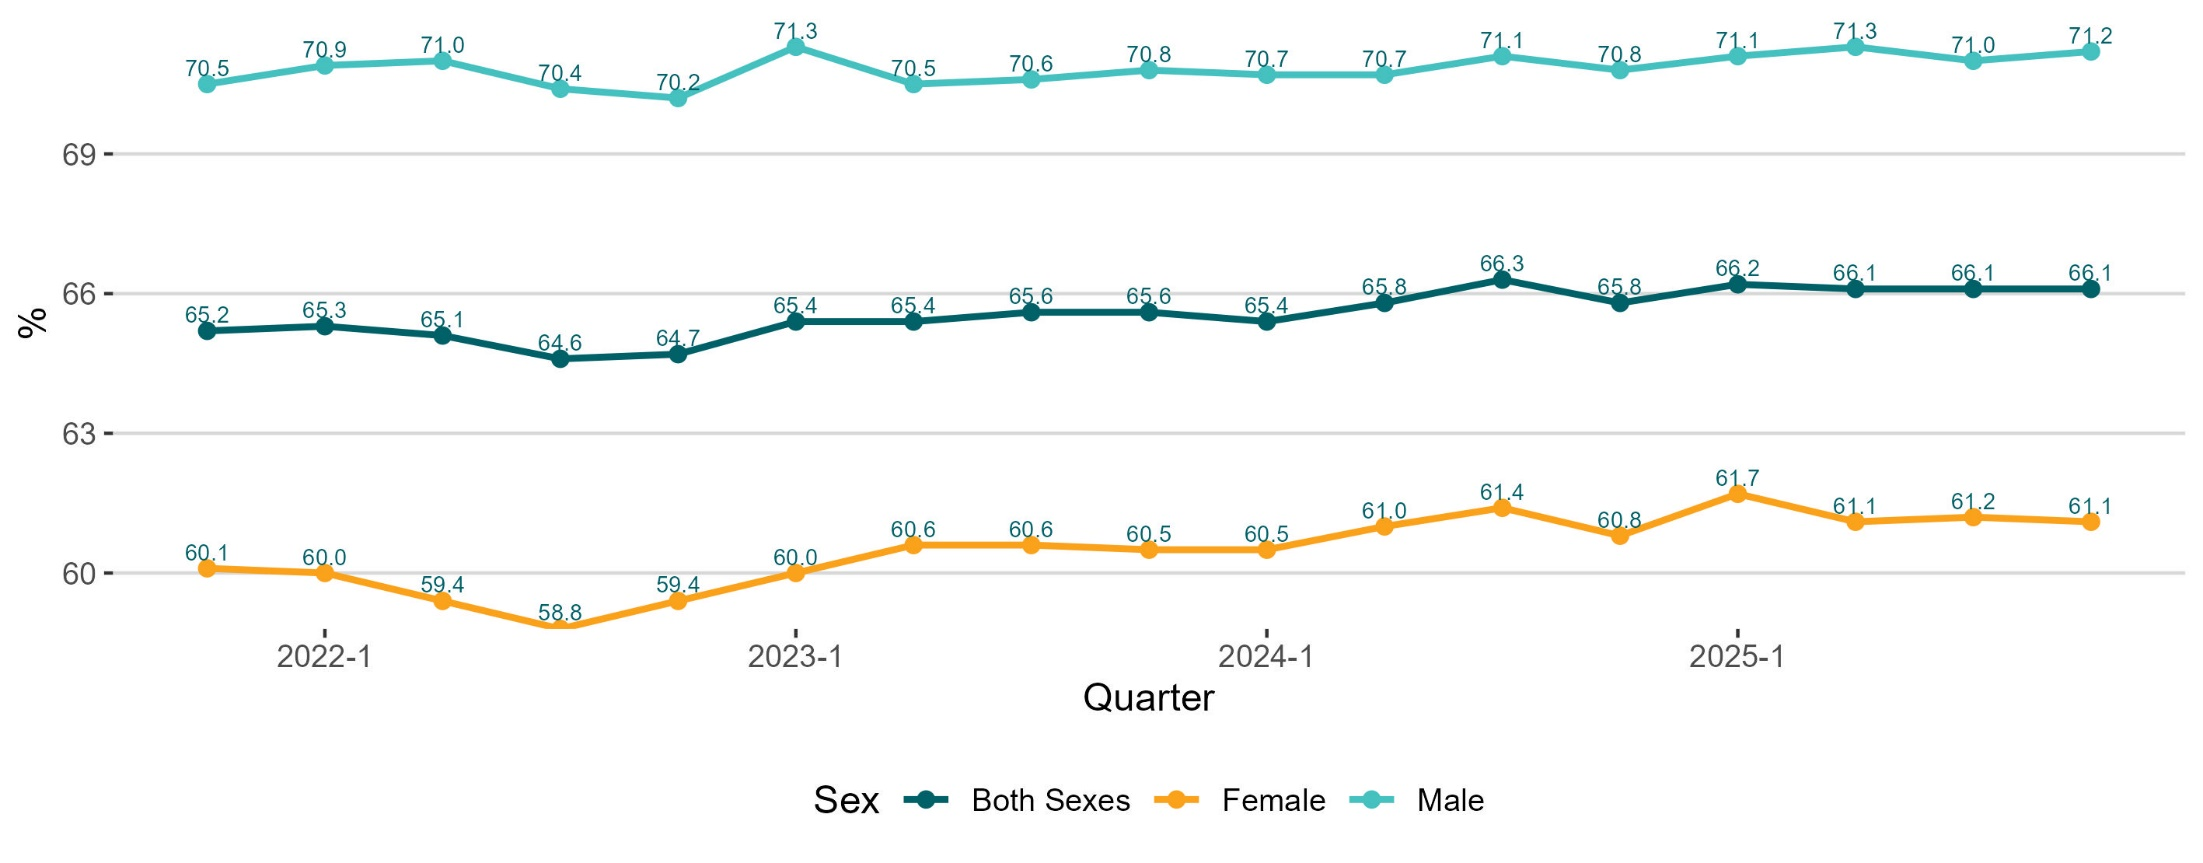 70.5 70.9 71.0 70.4 70.2 71.3 70.5 70.6 70.8 70.7 70.7 71.1 70.8 71.1 71.3 71.0 71.2
69
66
65.2 65.3 65.1 64.6 64.7 65.4 65.4 65.6 65.6 65.4 65.8 66.3 65.8 66.2 66.1 66.1 66.1
%
63
60.1 60.0 59.4 58.8 59.4 60.0 60.6 60.6 60.5 60.5 61.0 61.4 60.8 61.7 61.1 61.2 61.1
60
2022-1 2023-1 2024-1 2025-1
Quarter
Sex Both Sexes Female Male